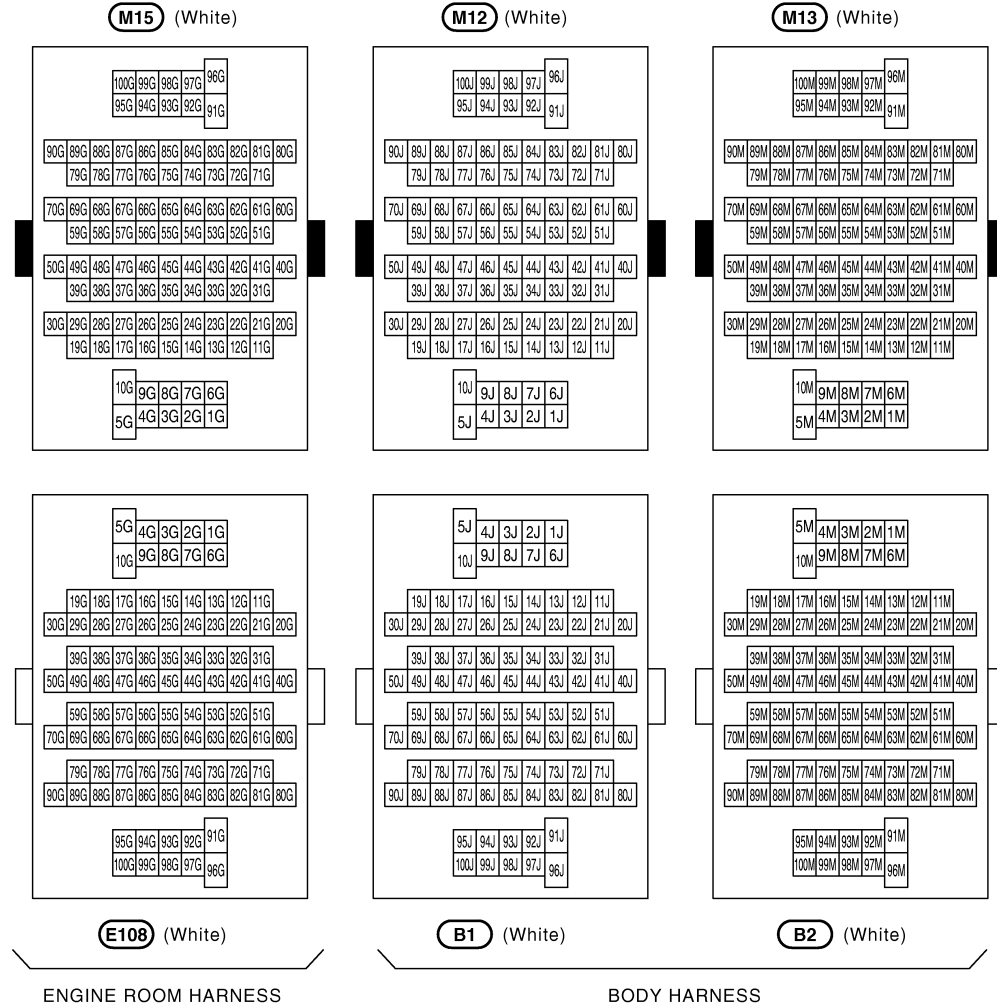 M15 (White) M12 (White) M13 (White)
100G 99G 98G 97G 96G 100J 99J 98J 97J 96J 100M 99M 98M 97M 96M
95G 94G 93G 92G 91G 95J 94J 93J 92J 91J 95M 94M 93M 92M 91M
90G 89G 88G 87G 86G 85G 84G 83G 82G 81G 80G 90J 89J 88J 87J 86J 85J 84J 83J 82J 81J 80J 90M 89M 88M 87M 86M 85M 84M 83M 82M 81M 80M
79G 78G 77G 76G 75G 74G 73G 72G 71G 79J 78J 77J 76J 75J 74J 73J 72J 71J 79M 78M 77M 76M 75M 74M 73M 72M 71M
70G 69G 68G 67G 66G 65G 64G 63G 62G 61G 60G 70J 69J 68J 67J 66J 65J 64J 63J 62J 61J 60J 70M 69M 68M 67M 66M 65M 64M 63M 62M 61M 60M
59G 58G 57G 56G 55G 54G 53G 52G 51G 59J 58J 57J 56J 55J 54J 53J 52J 51J 59M 58M 57M 56M 55M 54M 53M 52M 51M
50G 49G 48G 47G 46G 45G 44G 43G 42G 41G 40G 50J 49J 48J 47J 46J 45J 44J 43J 42J 41J 40J 50M 49M 48M 47M 46M 45M 44M 43M 42M 41M 40M
39G 38G 37G 36G 35G 34G 33G 32G 31G 39J 38J 37J 36J 35J 34J 33J 32J 31J 39M 38M 37M 36M 35M 34M 33M 32M 31M
30G 29G 28G 27G 26G 25G 24G 23G 22G 21G 20G 30J 29J 28J 27J 26J 25J 24J 23J 22J 21J 20J 30M 29M 28M 27M 26M 25M 24M 23M 22M 21M 20M
19G 18G 17G 16G 15G 14G 13G 12G 11G 19J 18J 17J 16J 15J 14J 13J 12J 11J 19M 18M 17M 16M 15M 14M 13M 12M 11M
10G 9G 8G 7G 6G 10J 9J 8J 7J 6J 10M 9M 8M 7M 6M
5G 4G 3G 2G 1G 5J 4J 3J 2J 1J 5M 4M 3M 2M 1M
5G 4G 3G 2G 1G 5J 4J 3J 2J 1J 5M 4M 3M 2M 1M
10G 9G 8G 7G 6G 10J 9J 8J 7J 6J 10M 9M 8M 7M 6M
19G 18G 17G 16G 15G 14G 13G 12G 11G 19J 18J 17J 16J 15J 14J 13J 12J 11J 19M 18M 17M 16M 15M 14M 13M 12M 11M
30G 29G 28G 27G 26G 25G 24G 23G 22G 21G 20G 30J 29J 28J 27J 26J 25J 24J 23J 22J 21J 20J 30M 29M 28M 27M 26M 25M 24M 23M 22M 21M 20M
39G 38G 37G 36G 35G 34G 33G 32G 31G 39J 38J 37J 36J 35J 34J 33J 32J 31J 39M 38M 37M 36M 35M 34M 33M 32M 31M
50G 49G 48G 47G 46G 45G 44G 43G 42G 41G 40G 50J 49J 48J 47J 46J 45J 44J 43J 42J 41J 40J 50M 49M 48M 47M 46M 45M 44M 43M 42M 41M 40M
59G 58G 57G 56G 55G 54G 53G 52G 51G 59J 58J 57J 56J 55J 54J 53J 52J 51J 59M 58M 57M 56M 55M 54M 53M 52M 51M
70G 69G 68G 67G 66G 65G 64G 63G 62G 61G 60G 70J 69J 68J 67J 66J 65J 64J 63J 62J 61J 60J 70M 69M 68M 67M 66M 65M 64M 63M 62M 61M 60M
79G 78G 77G 76G 75G 74G 73G 72G 71G 79J 78J 77J 76J 75J 74J 73J 72J 71J 79M 78M 77M 76M 75M 74M 73M 72M 71M
90G 89G 88G 87G 86G 85G 84G 83G 82G 81G 80G 90J 89J 88J 87J 86J 85J 84J 83J 82J 81J 80J 90M 89M 88M 87M 86M 85M 84M 83M 82M 81M 80M
95G 94G 93G 92G 91G 95J 94J 93J 92J 91J 95M 94M 93M 92M 91M
100G 99G 98G 97G 96G 100J 99J 98J 97J 96J 100M 99M 98M 97M 96M
E108 (White) B1 (White) B2 (White)
ENGINE ROOM HARNESS BODY HARNESS